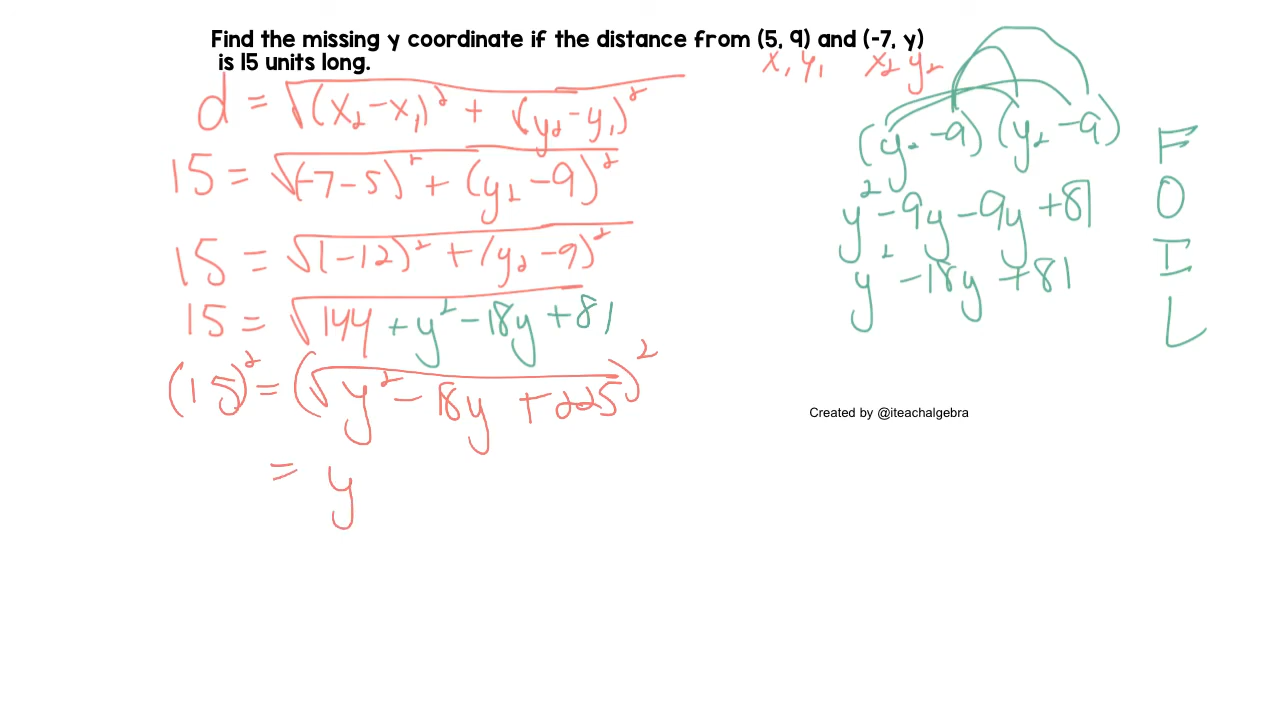 Find the missing y coordinate if the distance from (5, 9) and (-7, y)
is 15 units long.
x₁ y₁ x₂ y₂
d = √(x₂ - x₁)² + (y₂ - y₁)²
15 = √(-7 - 5)² + (y₂ - 9)²
15 = √(-12)² + (y₂ - 9)²
15 = √144 + y² - 18y + 81
(15)² = (√y² - 18y + 225)²
= y
(y₂ - 9) (y₂ - 9)
y² - 9y - 9y + 81
y² - 18y + 81
F
O
I
L
Created by @iteachalgebra